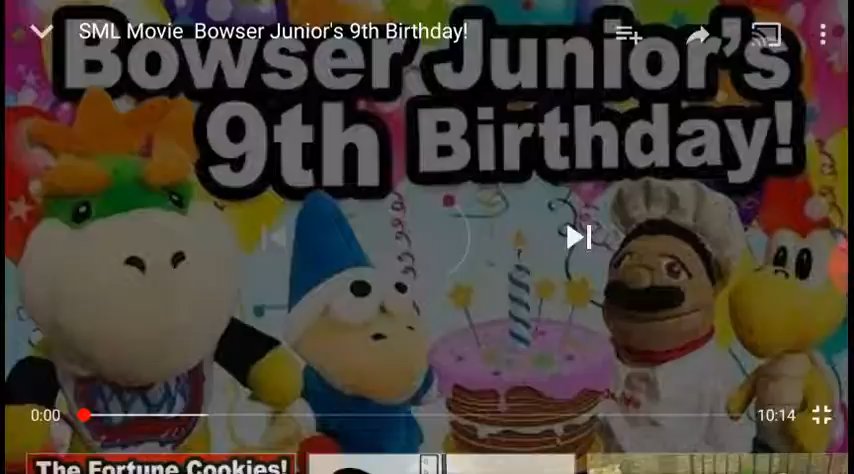 SML Movie Bowser Junior's 9th Birthday!
Bowser Junior's
9th Birthday!
0:00
10:14
The Fortune Cookies!